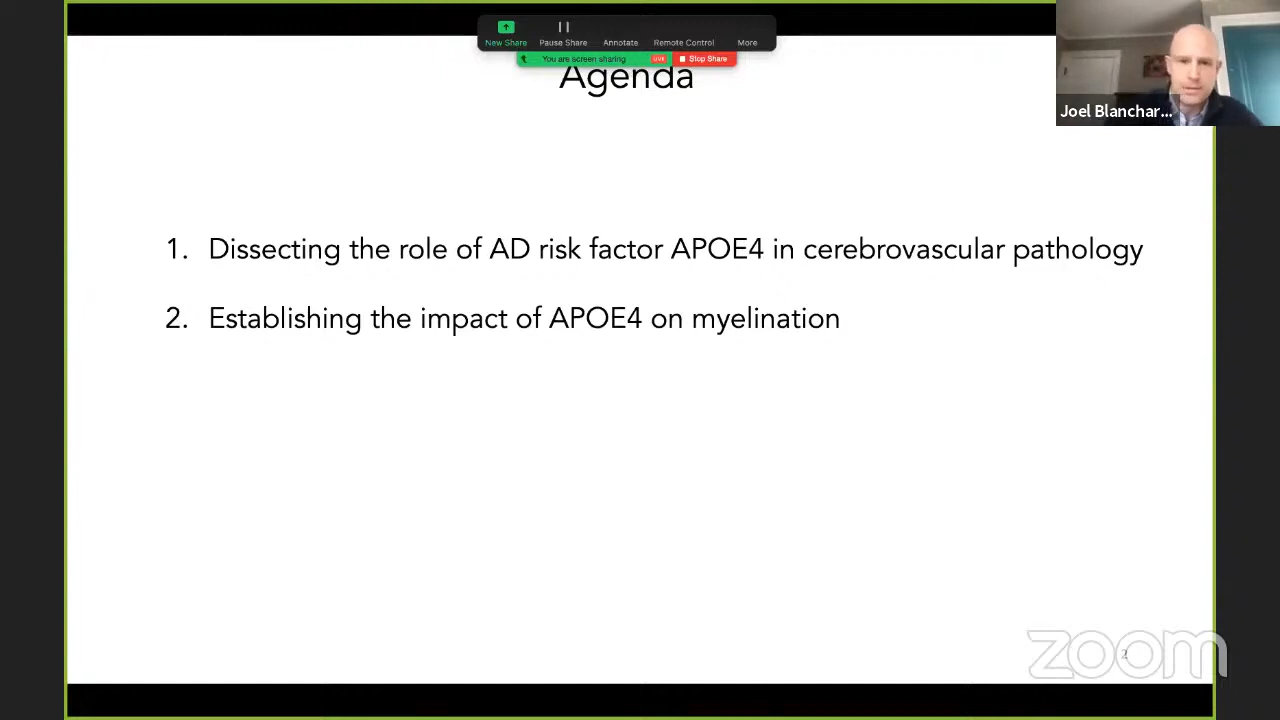 New Share Pause Share Annotate Remote Control More
You are screen sharing LIVE Stop Share
Agenda
Joel Blanchar...
1. Dissecting the role of AD risk factor APOE4 in cerebrovascular pathology
2. Establishing the impact of APOE4 on myelination
zoom
2